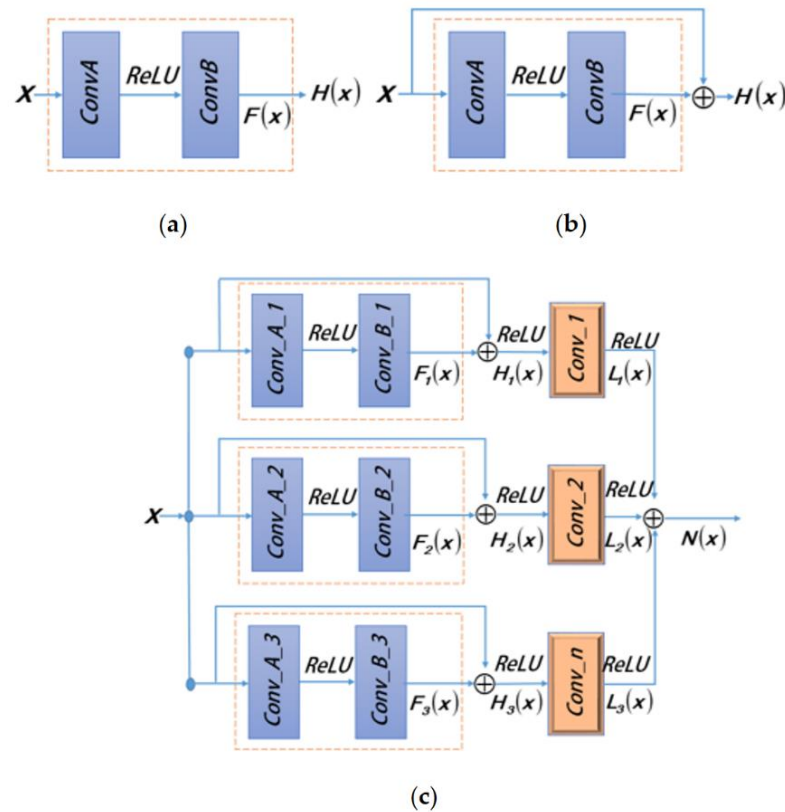 X ConvA ReLU ConvB F(x) H(x)
(a)
X ConvA ReLU ConvB F(x) ⊕ H(x)
(b)
Conv_A_1 ReLU Conv_B_1 F₁(x) ⊕ ReLU H₁(x) Conv_1 ReLU L₁(x)
X Conv_A_2 ReLU Conv_B_2 F₂(x) ⊕ ReLU H₂(x) Conv_2 ReLU L₂(x) ⊕ N(x)
Conv_A_3 ReLU Conv_B_3 F₃(x) ⊕ ReLU H₃(x) Conv_n ReLU L₃(x)
(c)